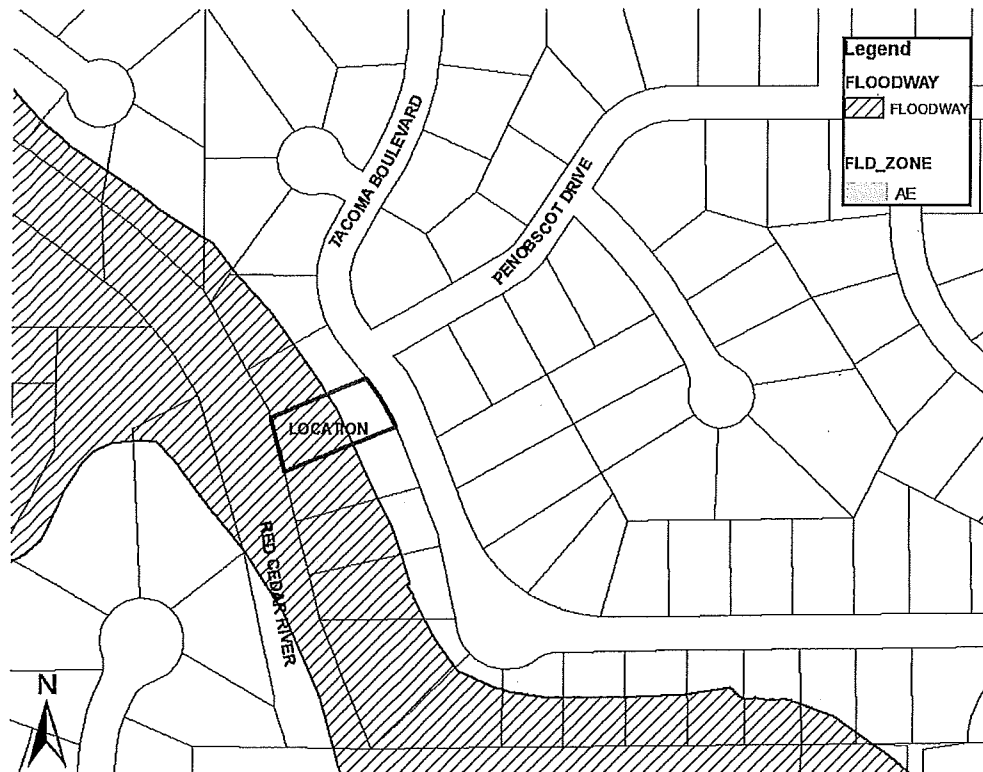 Legend
FLOODWAY
FLOODWAY
FLD_ZONE
AE
TACOMA BOULEVARD
PENOBSCOT DRIVE
LOCATION
RED CEDAR RIVER
N